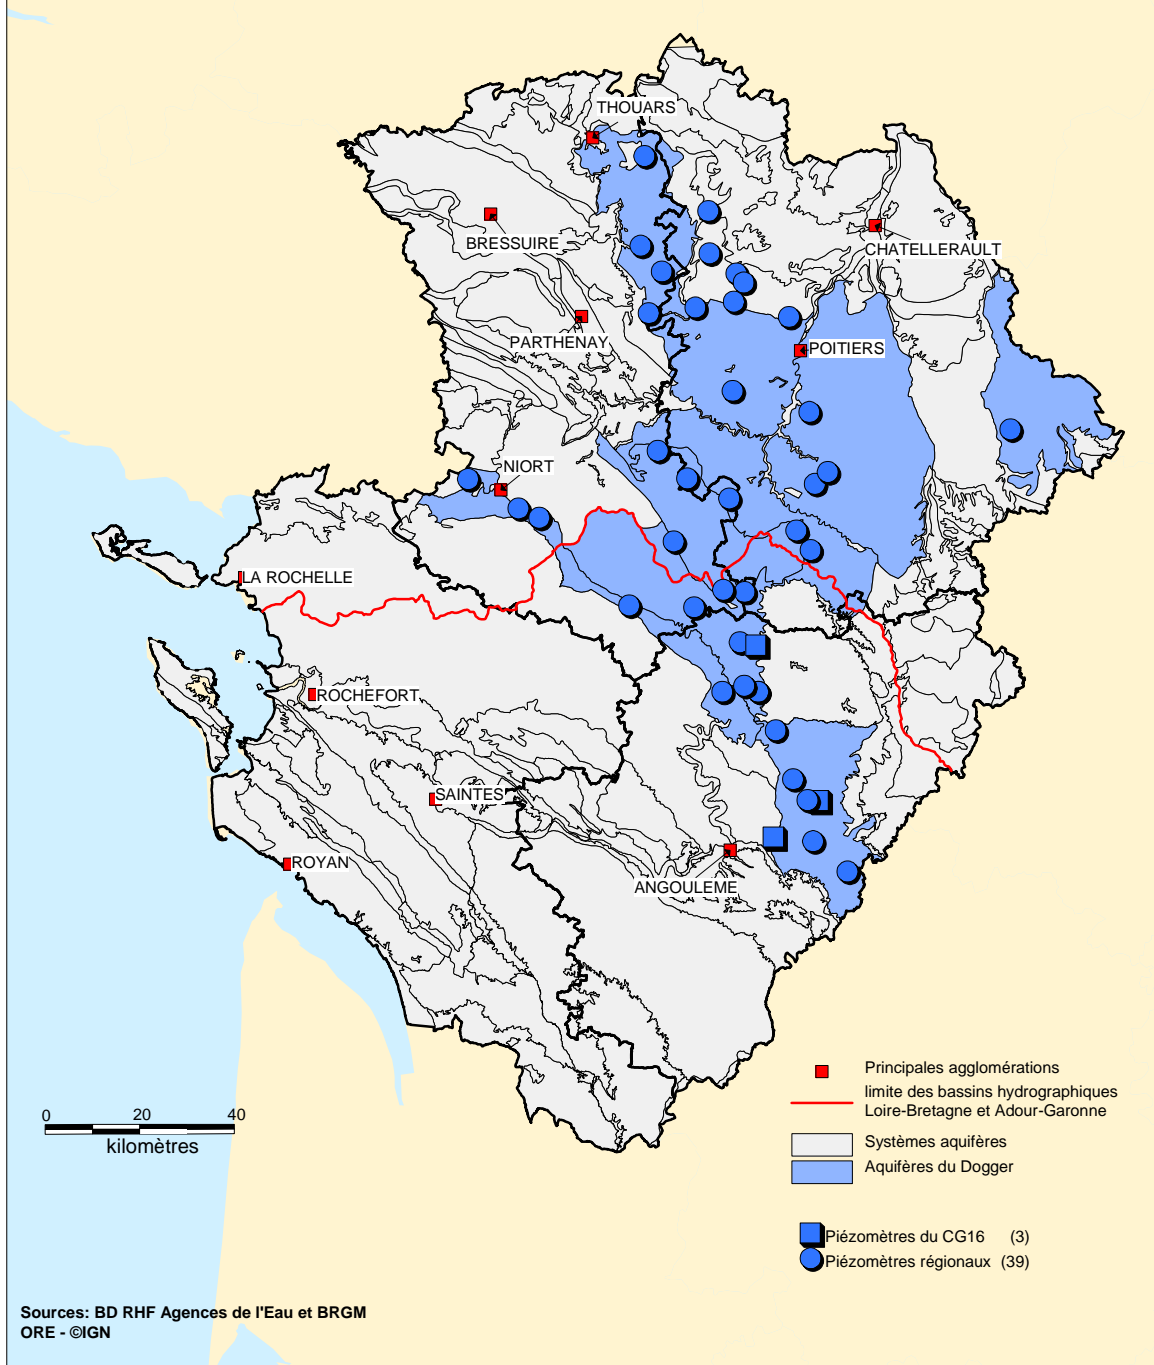 THOUARS
BRESSUIRE
CHATELLERAULT
PARTHENAY
POITIERS
NIORT
LA ROCHELLE
ROCHEFORT
SAINTES
ROYAN
ANGOULEME
Principales agglomérations
limite des bassins hydrographiques
Loire-Bretagne et Adour-Garonne
0 20 40
kilomètres
Systèmes aquifères
Aquifères du Dogger
Piézomètres du CG16 (3)
Piézomètres régionaux (39)
Sources: BD RHF Agences de l'Eau et BRGM
ORE - ©IGN